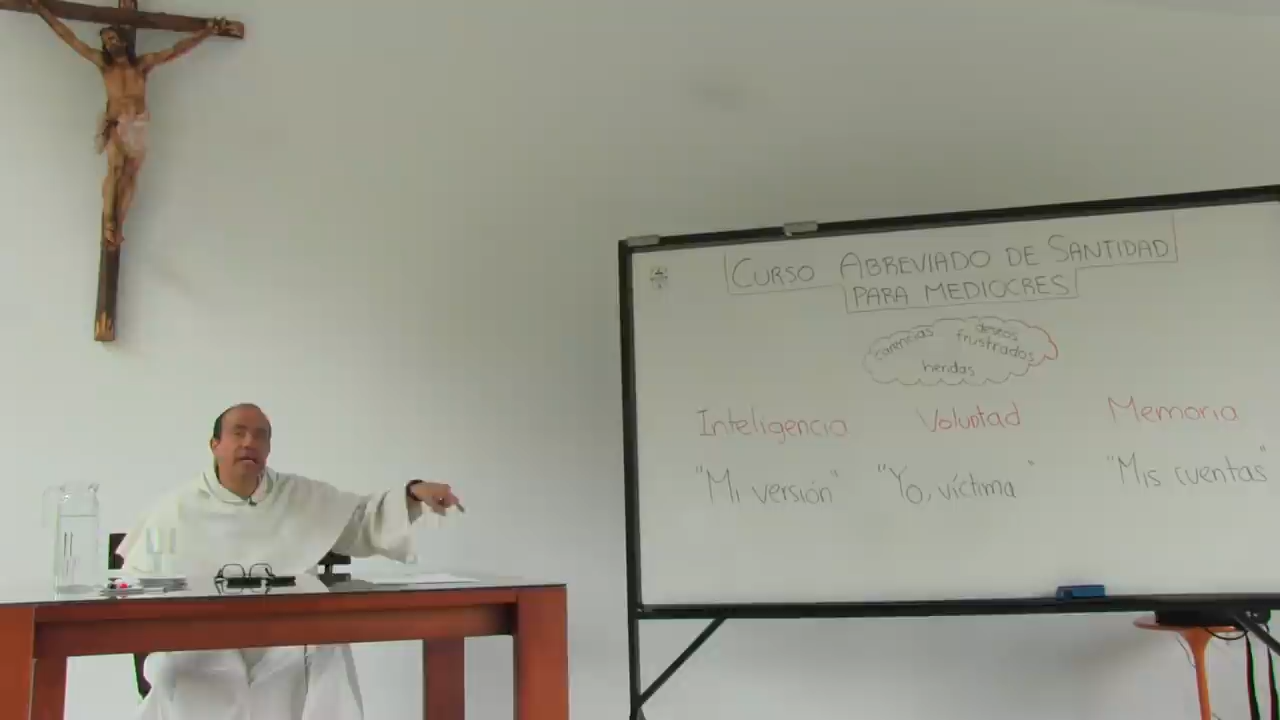 CURSO ABREVIADO DE SANTIDAD
PARA MEDIOCRES
carencias deseos frustrados
heridas
Inteligencia Voluntad Memoria
"Mi versión" "Yo, víctima" "Mis cuentas"